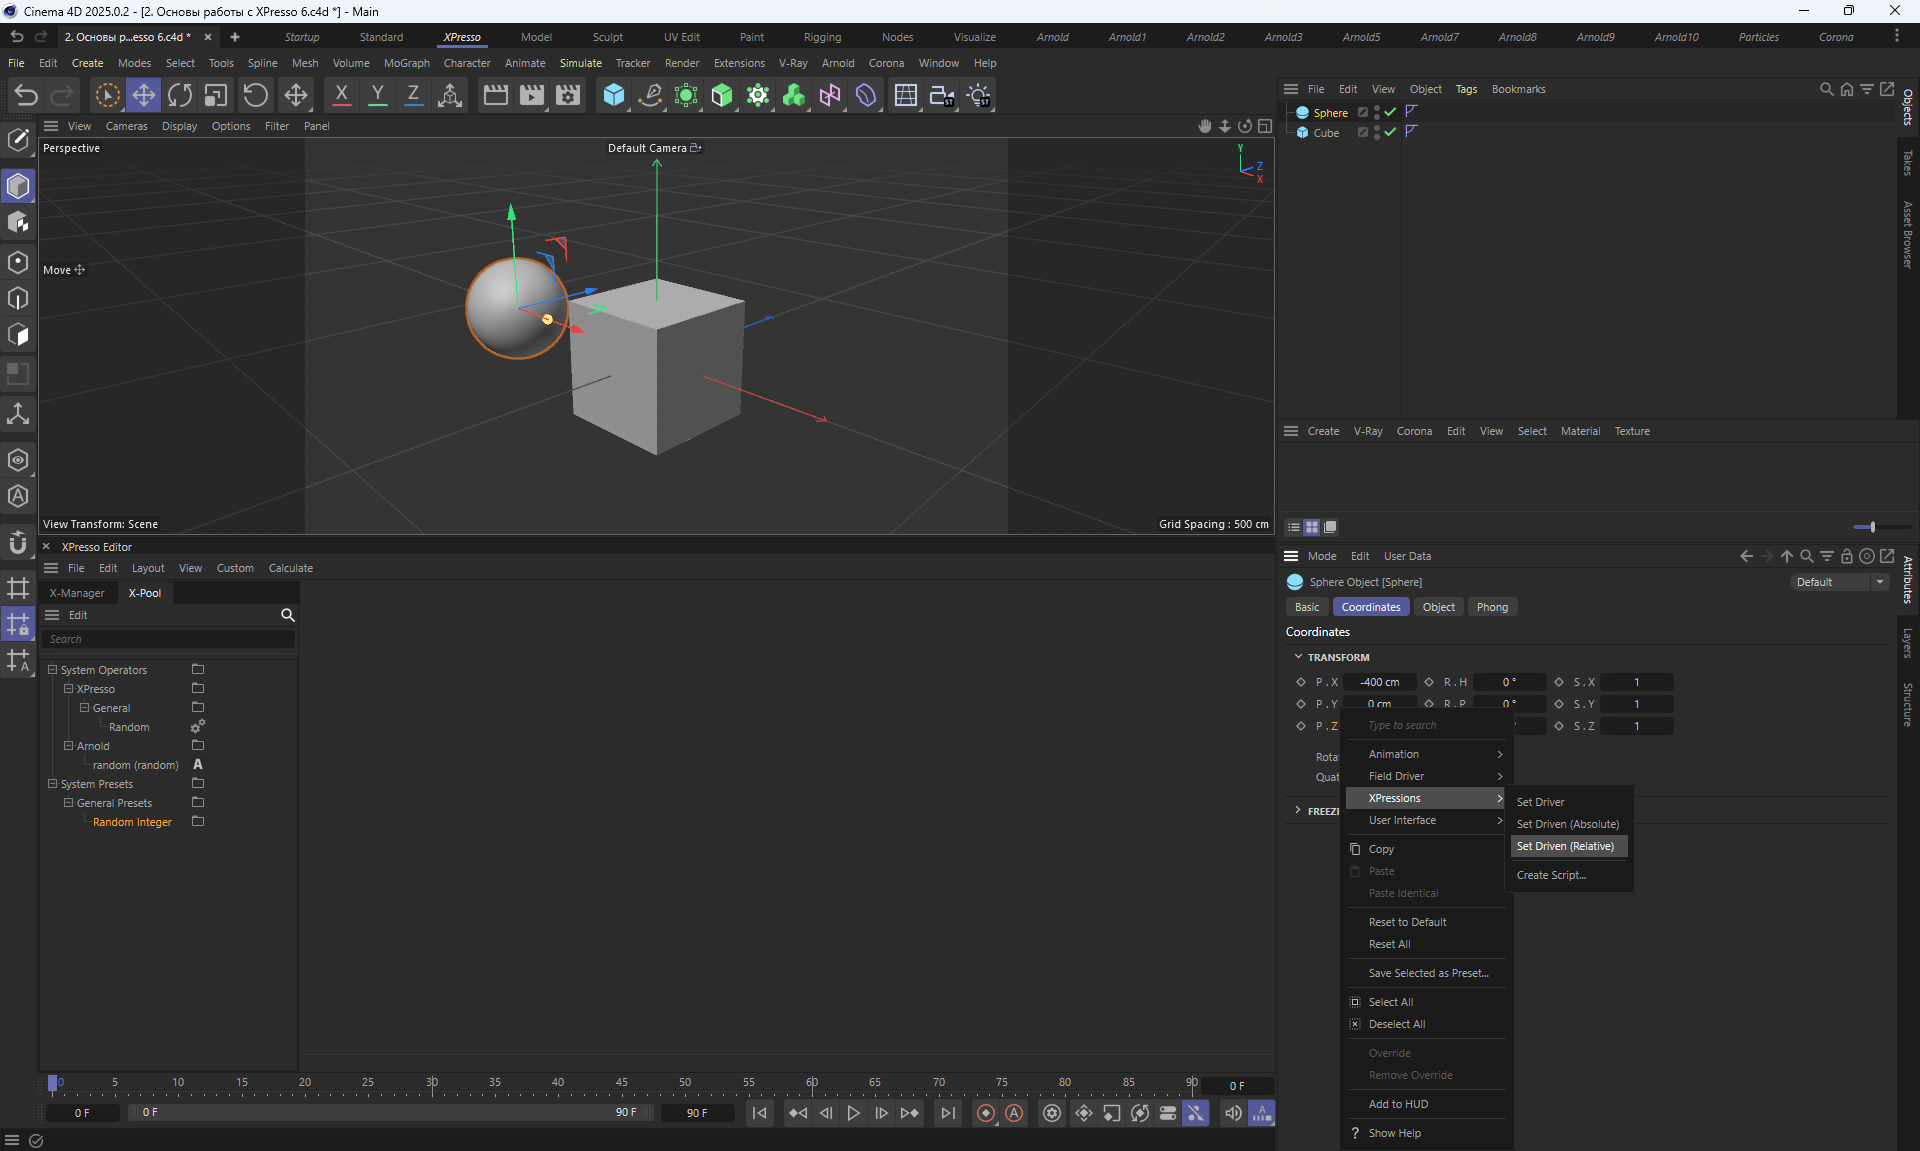 Cinema 4D 2025.0.2 - [2. Основы работы с XPresso 6.c4d *] - Main
2. Основы р...esso 6.c4d * × + Startup Standard XPresso Model Sculpt UV Edit Paint Rigging Nodes Visualize Arnold Arnold1 Arnold2 Arnold3 Arnold5 Arnold7 Arnold8 Arnold9 Arnold10 Particles Corona
File Edit Create Modes Select Tools Spline Mesh Volume MoGraph Character Animate Simulate Tracker Render Extensions V-Ray Arnold Corona Window Help
X Y Z ST ST
View Cameras Display Options Filter Panel
Perspective
Default Camera
Y
Z
X
Move
View Transform: Scene
Grid Spacing : 500 cm
File Edit View Object Tags Bookmarks
Sphere
Cube
Objects
Takes
Asset Browser
Create V-Ray Corona Edit View Select Material Texture
XPresso Editor
File Edit Layout View Custom Calculate
X-Manager X-Pool
Edit
Search
System Operators
XPresso
General
Random
Arnold
random (random) A
System Presets
General Presets
Random Integer
Mode Edit User Data
Sphere Object [Sphere]
Default
Basic Coordinates Object Phong
Coordinates
TRANSFORM
P . X -400 cm R . H 0 ° S . X 1
P . Y 0 cm R . P 0 ° S . Y 1
P . Z ° S . Z 1
Rota
Quat
FREEZE
Attributes
Layers
Structure
Type to search
Animation
Field Driver
XPressions
User Interface
Copy
Paste
Paste Identical
Reset to Default
Reset All
Save Selected as Preset...
Select All
Deselect All
Override
Remove Override
Add to HUD
? Show Help
Set Driver
Set Driven (Absolute)
Set Driven (Relative)
Create Script...
0 5 10 15 20 25 30 35 40 45 50 55 60 65 70 75 80 85 90 0 F
0 F 0 F 90 F 90 F